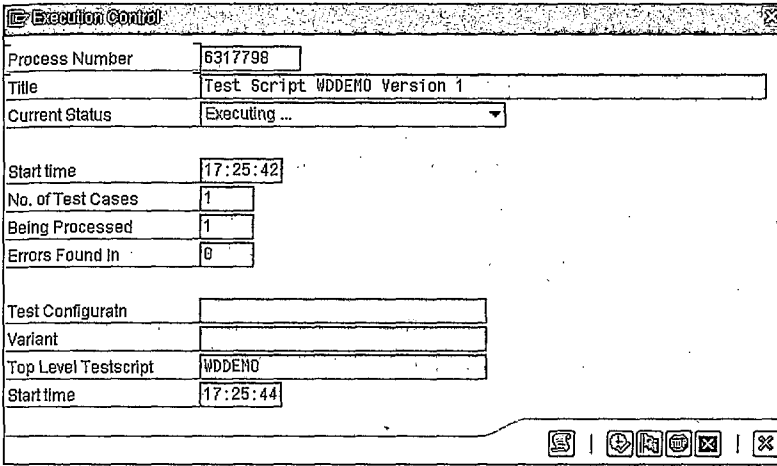 Execution Control
Process Number 6317798
Title Test Script WDDEMO Version 1
Current Status Executing ...
Start time 17:25:42
No. of Test Cases 1
Being Processed 1
Errors Found In 0
Test Configuratn
Variant
Top Level Testscript WDDEMO
Start time 17:25:44